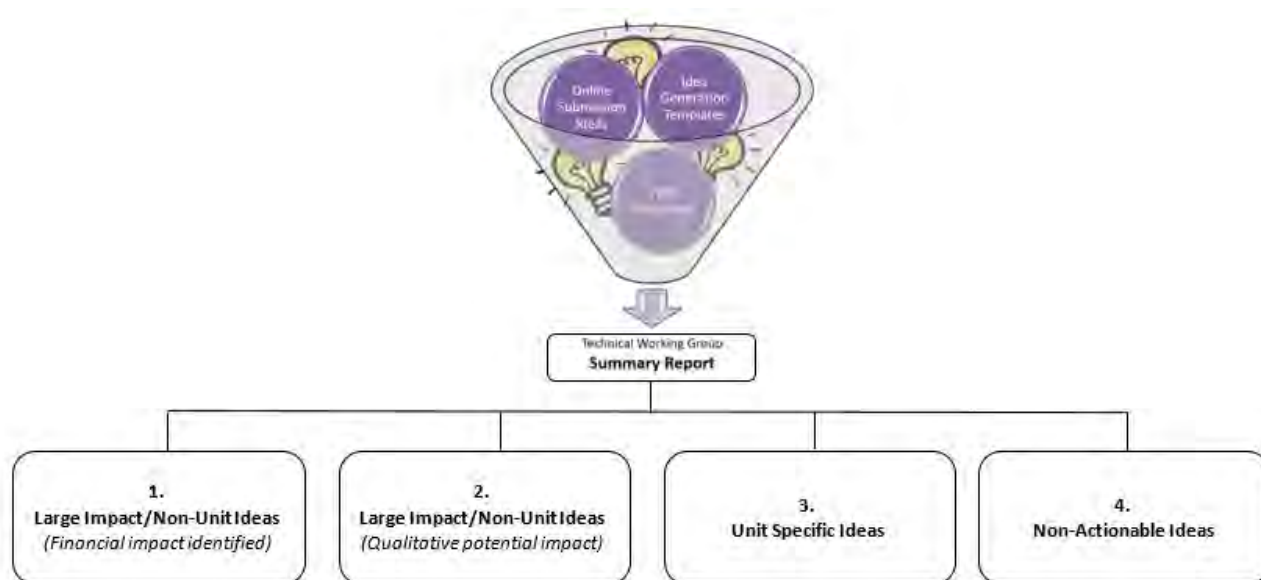 Online
Submission
Idea
Generation
Templates
Technical Working Group
Summary Report
1.
Large Impact/Non-Unit Ideas
(Financial impact identified)
2.
Large Impact/Non-Unit Ideas
(Qualitative potential impact)
3.
Unit Specific Ideas
4.
Non-Actionable Ideas